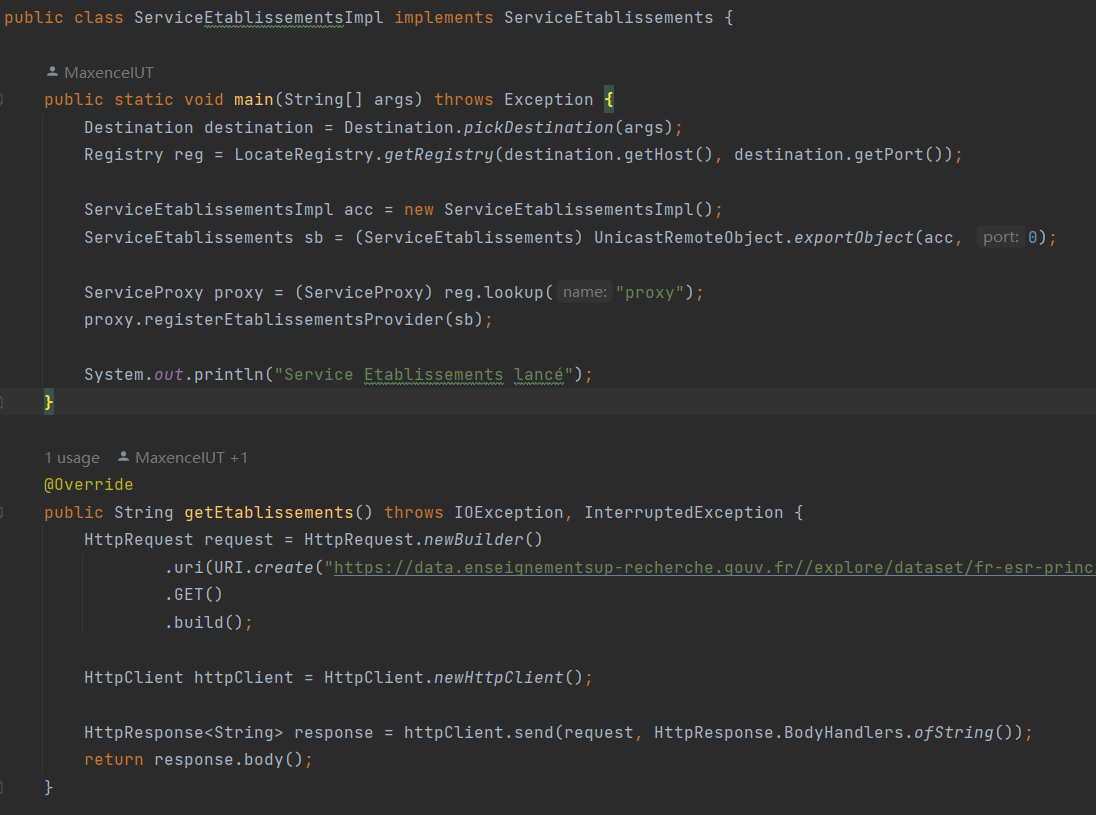 public class ServiceEtablissementsImpl implements ServiceEtablissements {
MaxenceIUT
public static void main(String[] args) throws Exception {
Destination destination = Destination.pickDestination(args);
Registry reg = LocateRegistry.getRegistry(destination.getHost(), destination.getPort());
ServiceEtablissementsImpl acc = new ServiceEtablissementsImpl();
ServiceEtablissements sb = (ServiceEtablissements) UnicastRemoteObject.exportObject(acc, port: 0);
ServiceProxy proxy = (ServiceProxy) reg.lookup( name: "proxy");
proxy.registerEtablissementsProvider(sb);
System.out.println("Service Etablissements lancé");
}
1 usage MaxenceIUT +1
@Override
public String getEtablissements() throws IOException, InterruptedException {
HttpRequest request = HttpRequest.newBuilder()
.uri(URI.create("https://data.enseignementsup-recherche.gouv.fr//explore/dataset/fr-esr-princi
.GET()
.build();
HttpClient httpClient = HttpClient.newHttpClient();
HttpResponse<String> response = httpClient.send(request, HttpResponse.BodyHandlers.ofString());
return response.body();
}